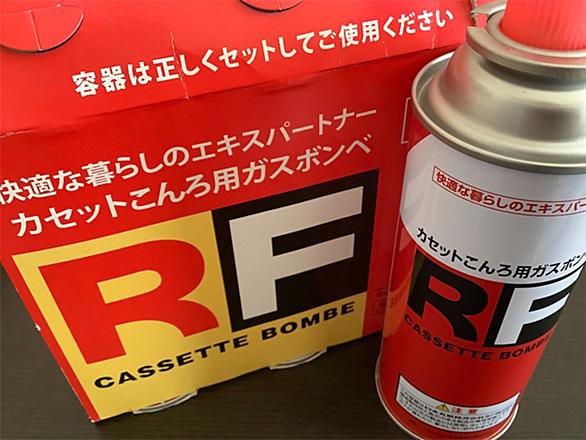 容器は正しくセットしてご使用ください
快適な暮らしのエキスパートナー
カセットこんろ用ガスボンベ
RF
CASSETTE BOMBE
快適な暮らしのエキスパー
カセットこんろ用ガスボン
RF
CASSETTE BOMBE
注意